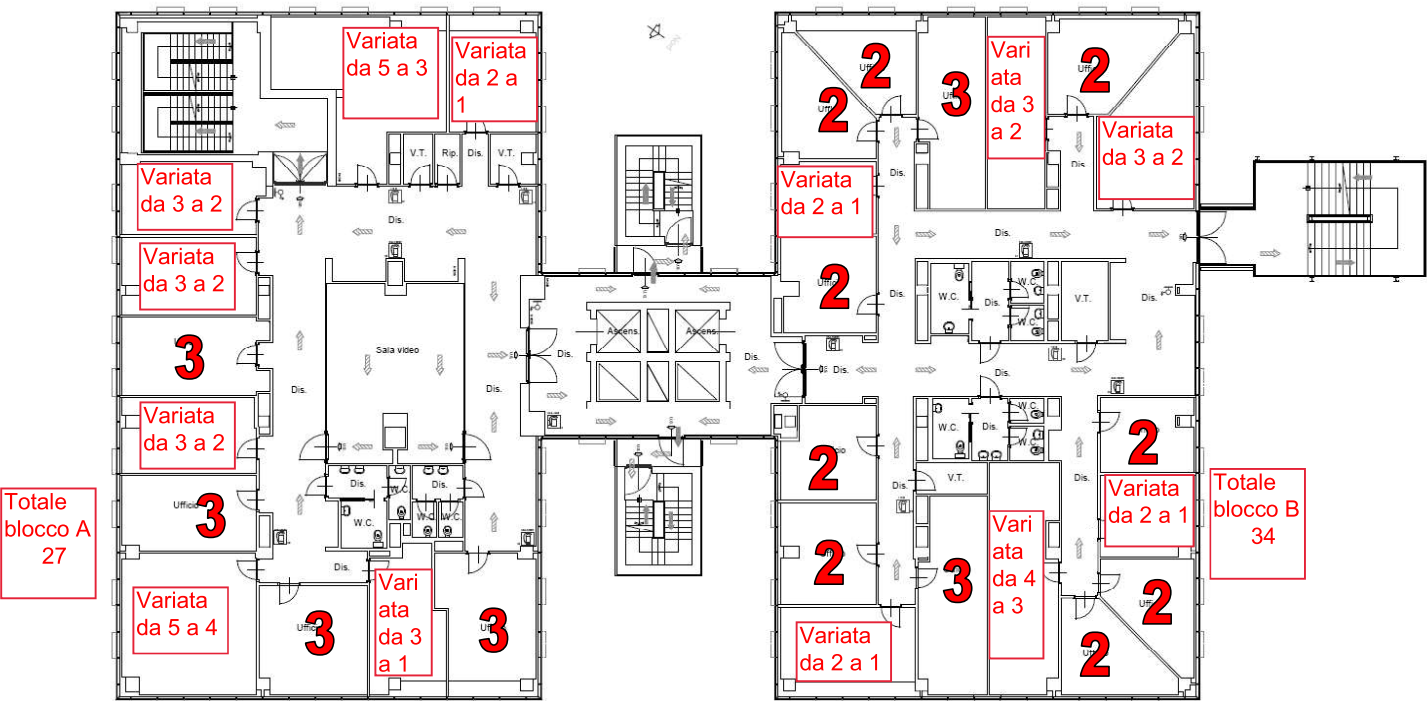 Variata
da 5 a 3
Variata
da 2 a
1
V.T.
Rip.
Dis.
V.T.
Variata
da 3 a 2
Dis.
Variata
da 3 a 2
3
Sala video
Dis.
Dis.
Variata
da 3 a 2
Ufficio
3
Dis.
Dis.
W.C.
W.C.
W.C.
W.C.
Totale
blocco A
27
Dis.
Variata
da 5 a 4
3
Vari
ata
da 3
a 1
3
Ascens.
Ascens.
Dis.
Dis.
2
2
3
Vari
ata
da 3
a 2
2
Dis.
Dis.
Variata
da 3 a 2
Variata
da 2 a 1
Dis.
2
Dis.
W.C.
Dis.
W.C.
W.C.
V.T.
Dis.
Dis.
Dis.
W.C.
Dis.
W.C.
W.C.
2
2
Dis.
V.T.
Dis.
Variata
da 2 a 1
Totale
blocco B
34
2
3
Vari
ata
da 4
a 3
2
2
Variata
da 2 a 1